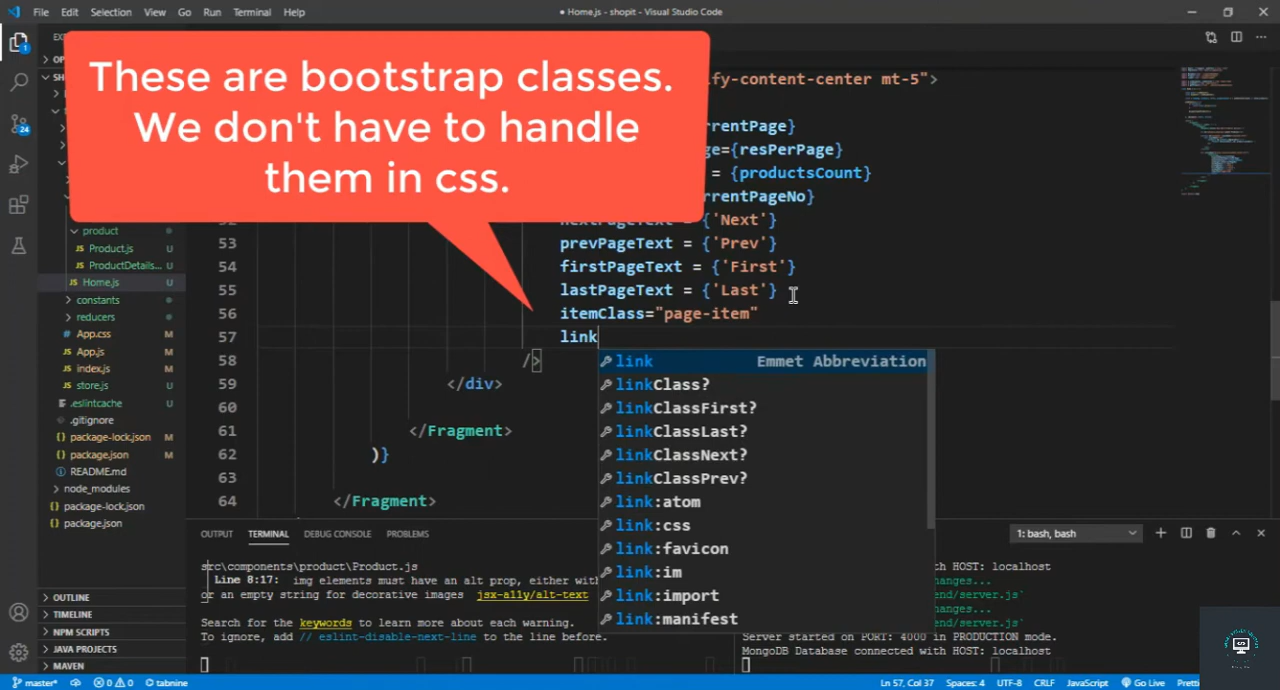 File Edit Selection View Go Run Terminal Help
● Home.js - shopit - Visual Studio Code
These are bootstrap classes.
We don't have to handle
them in css.
product
Product.js U
ProductDetails... U
Home.js U
constants
reducers
App.css M
App.js M
index.js M
store.js U
.eslintcache U
.gitignore
package-lock.json M
package.json M
README.md
node_modules
package-lock.json
package.json
OUTLINE
TIMELINE
NPM SCRIPTS
JAVA PROJECTS
MAVEN
fy-content-center mt-5">
rrentPage}
ge={resPerPage}
= {productsCount}
rrentPageNo}
nextPageText = {'Next'}
53 prevPageText = {'Prev'}
54 firstPageText = {'First'}
55 lastPageText = {'Last'}
56 itemClass="page-item"
57 link
58 />
59 </div>
60
61 </Fragment>
62 )}
63
64 </Fragment>
link Emmet Abbreviation
linkClass?
linkClassFirst?
linkClassLast?
linkClassNext?
linkClassPrev?
link:atom
link:css
link:favicon
link:im
link:import
link:manifest
OUTPUT TERMINAL DEBUG CONSOLE PROBLEMS
1: bash, bash
src\components\product\Product.js
Line 8:17: img elements must have an alt prop, either with
or an empty string for decorative images jsx-a11y/alt-text
Search for the keywords to learn more about each warning.
To ignore, add // eslint-disable-next-line to the line before.
with HOST: localhost
changes...
end/server.js`
changes...
end/server.js`
Server started on PORT: 4000 in PRODUCTION mode.
MongoDB Database connected with HOST: localhost
master* 0 0 tabnine
Ln 57, Col 37 Spaces: 4 UTF-8 CRLF JavaScript Go Live Pretti